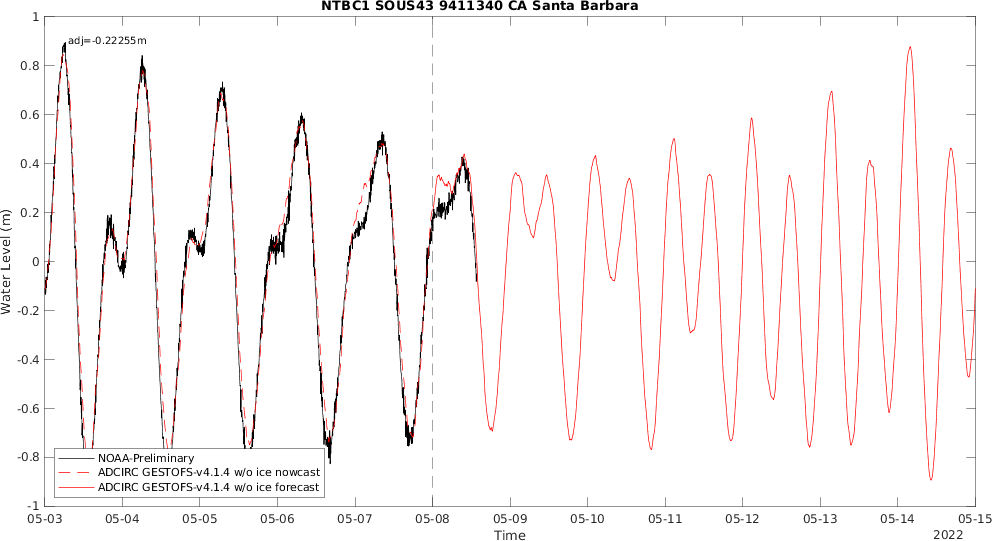 NTBC1 SOUS43 9411340 CA Santa Barbara
adj=-0.22255m
1
0.8
0.6
0.4
0.2
0
-0.2
-0.4
-0.6
-0.8
-1
Water Level (m)
NOAA-Preliminary
ADCIRC GESTOFS-v4.1.4 w/o ice nowcast
ADCIRC GESTOFS-v4.1.4 w/o ice forecast
05-03 05-04 05-05 05-06 05-07 05-08 05-09 05-10 05-11 05-12 05-13 05-14 05-15
Time
2022